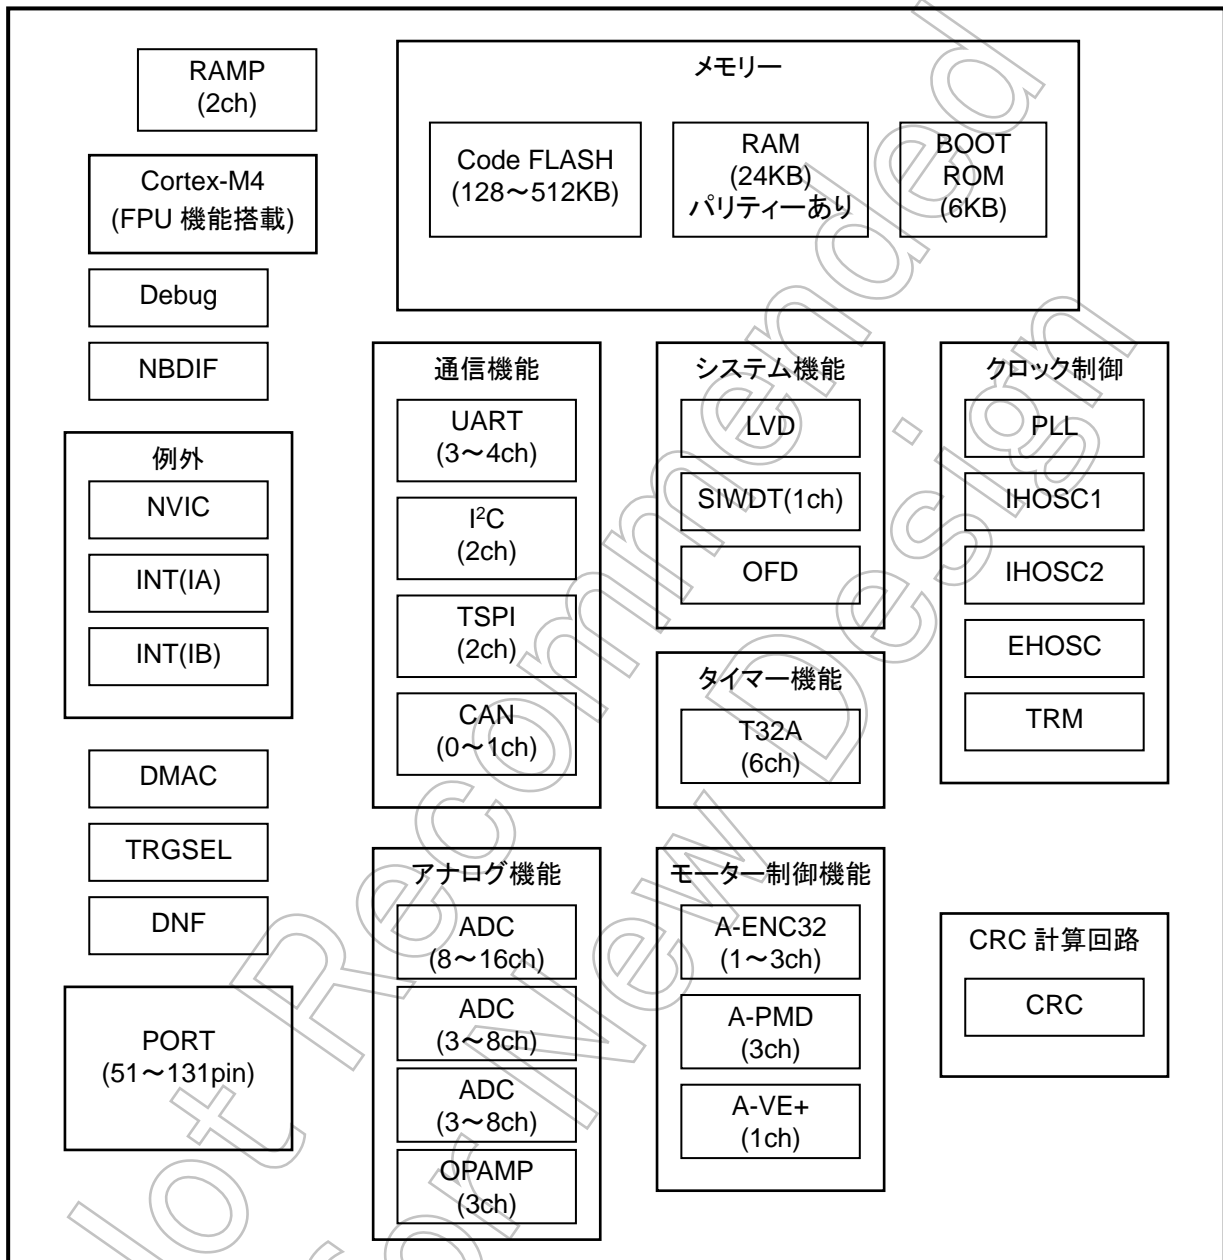 RAMP
(2ch)
Cortex-M4
(FPU 機能搭載)
Debug
NBDIF
例外
NVIC
INT(IA)
INT(IB)
DMAC
TRGSEL
DNF
PORT
(51～131pin)
メモリー
Code FLASH
(128～512KB)
RAM
(24KB)
パリティーあり
BOOT
ROM
(6KB)
通信機能
UART
(3～4ch)
I²C
(2ch)
TSPI
(2ch)
CAN
(0～1ch)
システム機能
LVD
SIWDT(1ch)
OFD
タイマー機能
T32A
(6ch)
クロック制御
PLL
IHOSC1
IHOSC2
EHOSC
TRM
アナログ機能
ADC
(8～16ch)
ADC
(3～8ch)
ADC
(3～8ch)
OPAMP
(3ch)
モーター制御機能
A-ENC32
(1～3ch)
A-PMD
(3ch)
A-VE+
(1ch)
CRC 計算回路
CRC
Not Recommended
for New Design